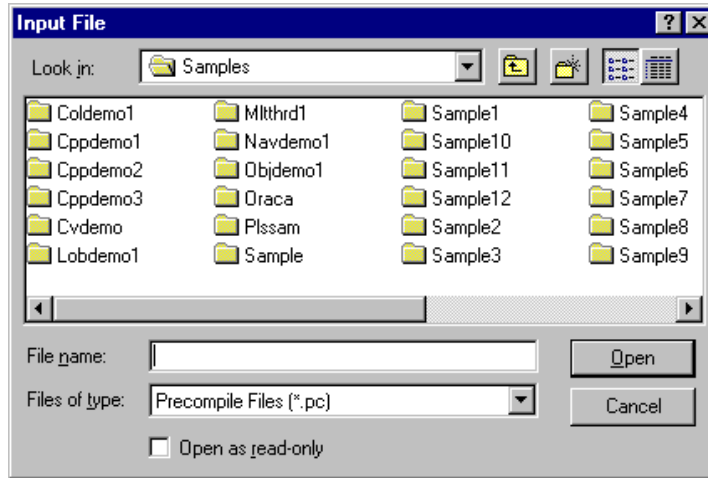 Input File
Look in: Samples
Coldemo1 Mltthrd1 Sample1 Sample4
Cppdemo1 Navdemo1 Sample10 Sample5
Cppdemo2 Objdemo1 Sample11 Sample6
Cppdemo3 Oraca Sample12 Sample7
Cvdemo Plssam Sample2 Sample8
Lobdemo1 Sample Sample3 Sample9
File name: Open
Files of type: Precompile Files (*.pc) Cancel
Open as read-only